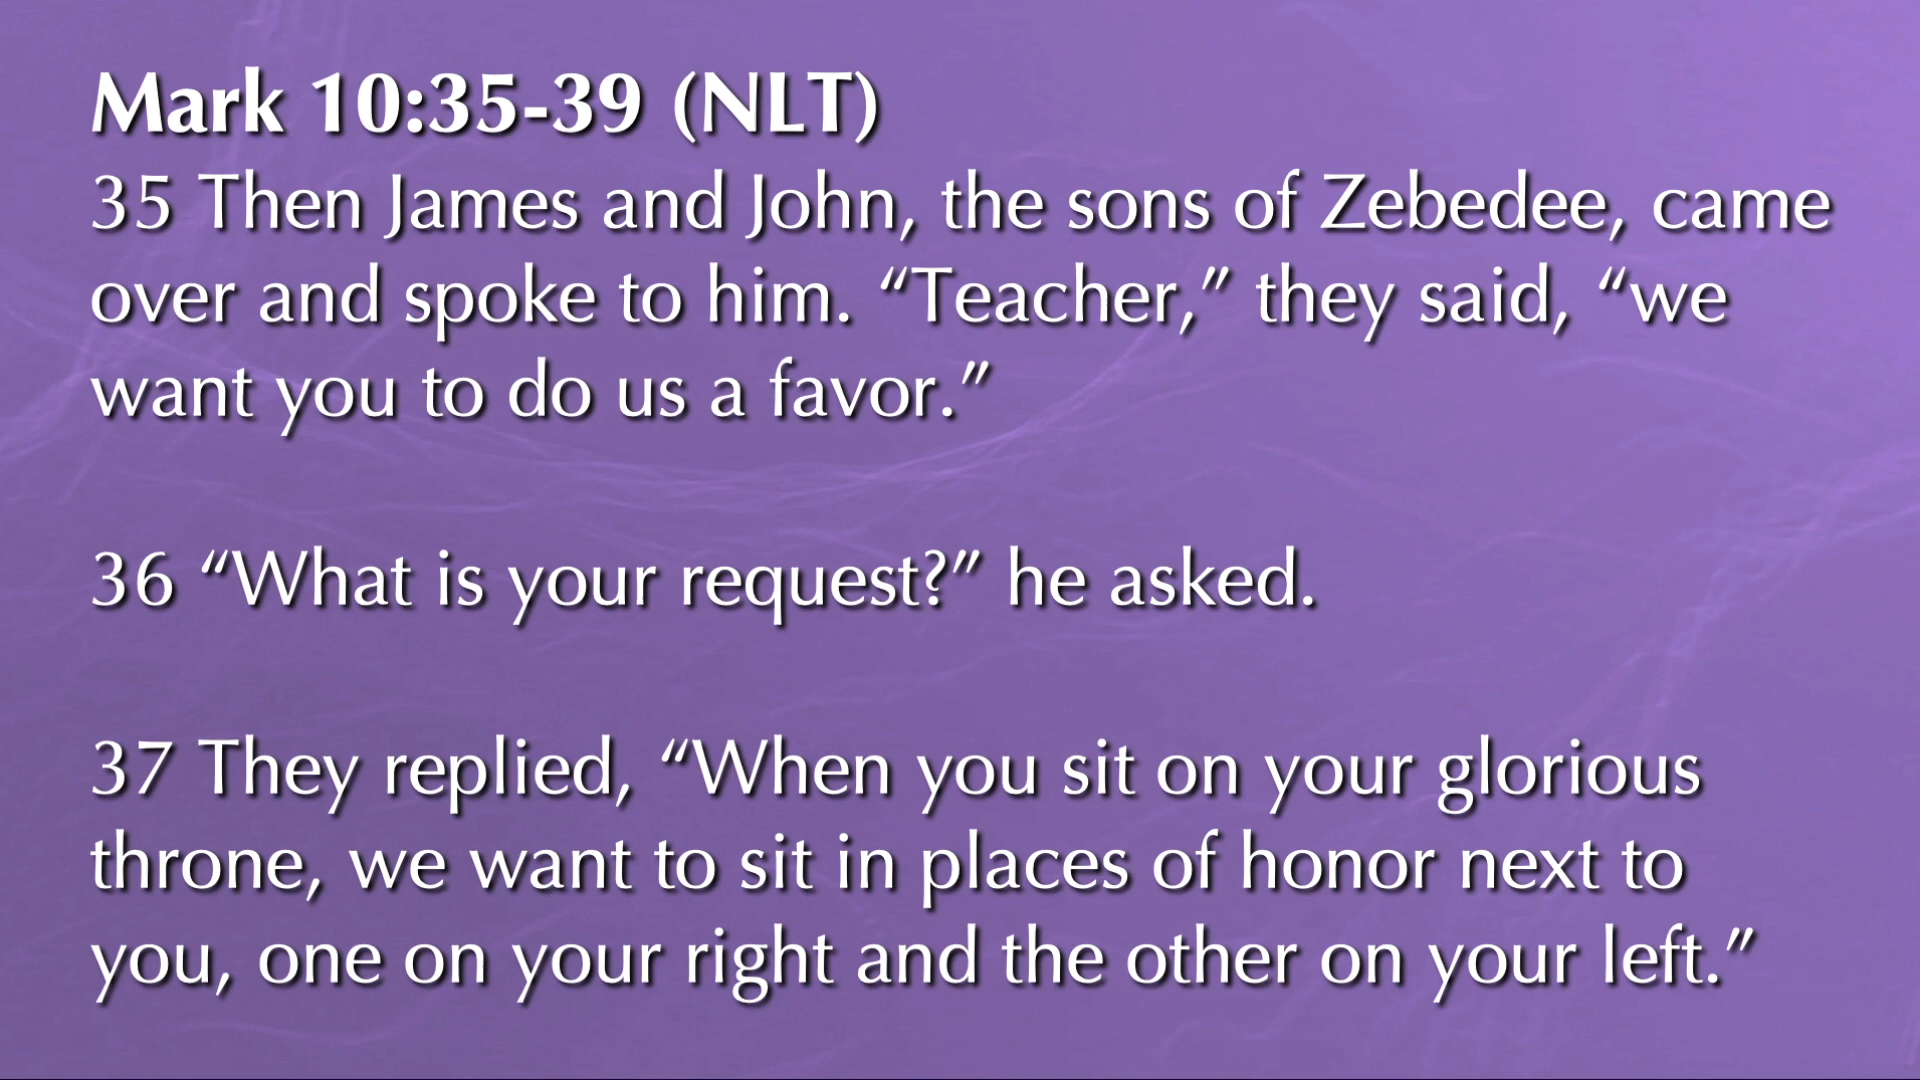 Mark 10:35-39 (NLT)
35 Then James and John, the sons of Zebedee, came
over and spoke to him. “Teacher,” they said, “we
want you to do us a favor.”
36 “What is your request?” he asked.
37 They replied, “When you sit on your glorious
throne, we want to sit in places of honor next to
you, one on your right and the other on your left.”